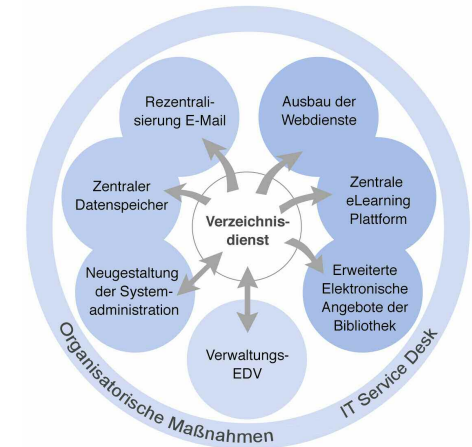 Rezentrali-
sierung E-Mail
Ausbau der
Webdienste
Zentraler
Datenspeicher
Verzeichnis-
dienst
Zentrale
eLearning
Plattform
Neugestaltung
der System-
administration
Erweiterte
Elektronische
Angebote der
Bibliothek
Verwaltungs-
EDV
Organisatorische Maßnahmen
IT Service Desk